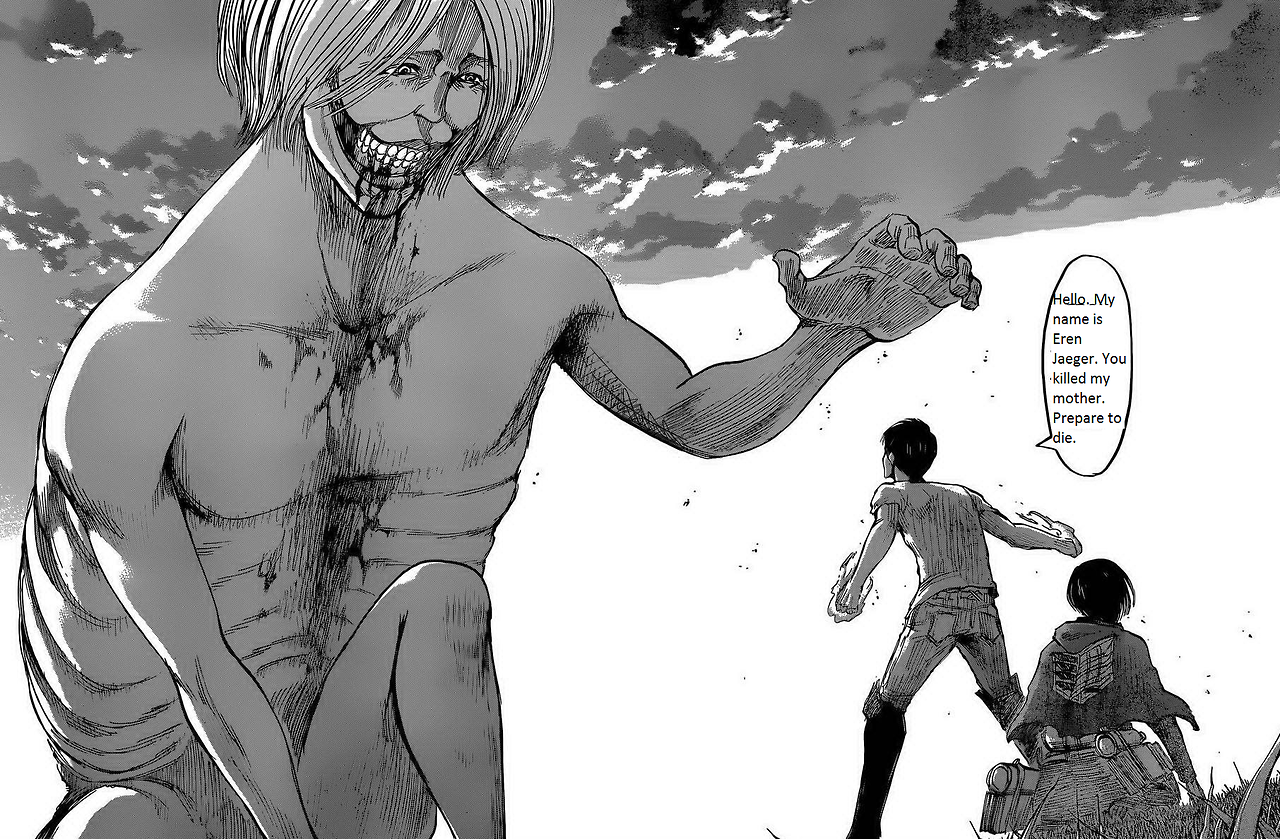 Hello. My
name is
Eren
Jaeger. You
killed my
mother.
Prepare to
die.